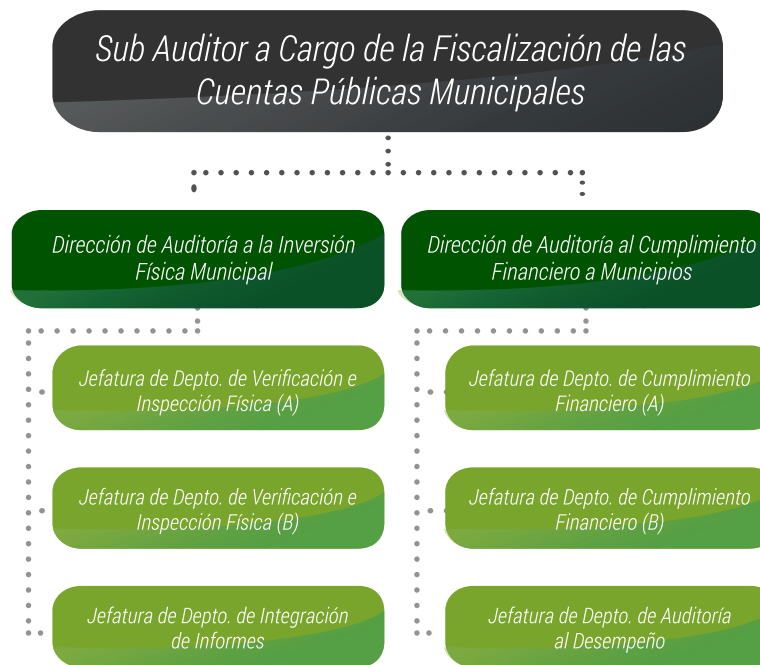 Sub Auditor a Cargo de la Fiscalización de las
Cuentas Públicas Municipales
Dirección de Auditoría a la Inversión
Física Municipal
Jefatura de Depto. de Verificación e
Inspección Física (A)
Jefatura de Depto. de Verificación e
Inspección Física (B)
Jefatura de Depto. de Integración
de Informes
Dirección de Auditoría al Cumplimiento
Financiero a Municipios
Jefatura de Depto. de Cumplimiento
Financiero (A)
Jefatura de Depto. de Cumplimiento
Financiero (B)
Jefatura de Depto. de Auditoría
al Desempeño